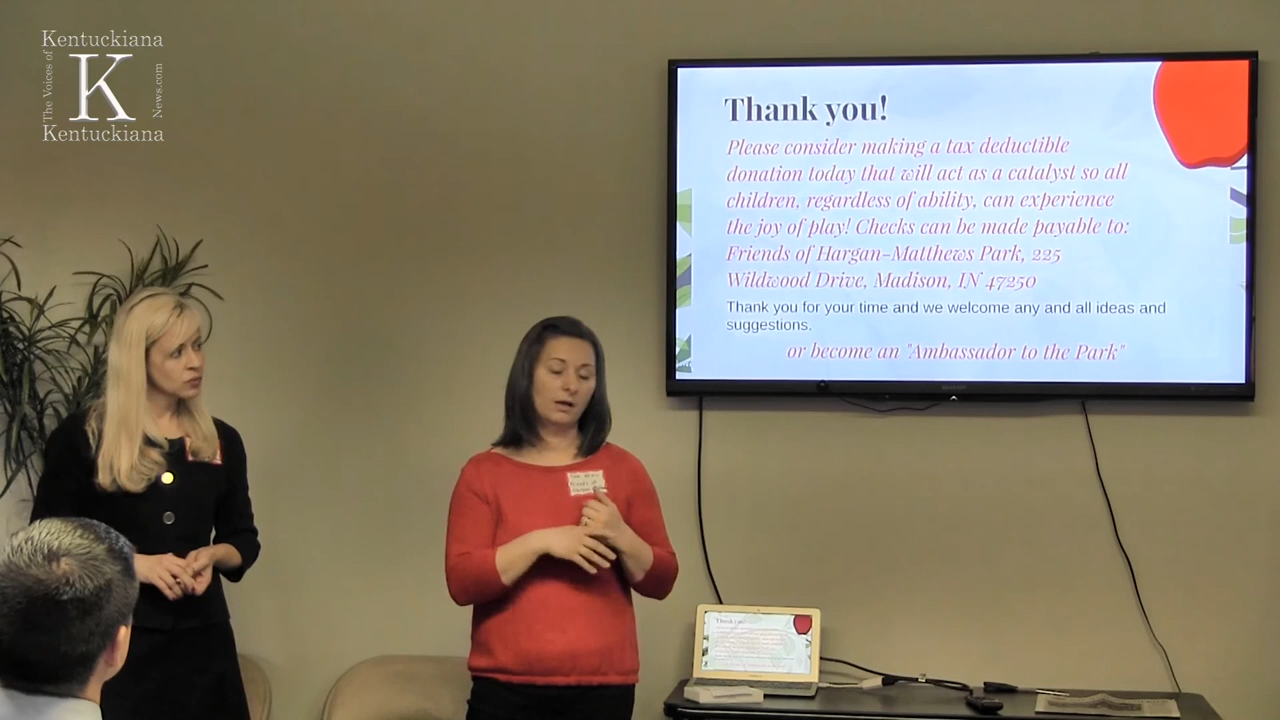 Kentuckiana
The Voices of
K
News.com
Kentuckiana
Thank you!
Please consider making a tax deductible
donation today that will act as a catalyst so all
children, regardless of ability, can experience
the joy of play! Checks can be made payable to:
Friends of Hargan-Matthews Park, 225
Wildwood Drive, Madison, IN 47250
Thank you for your time and we welcome any and all ideas and
suggestions.
or become an "Ambassador to the Park"
Thank you!